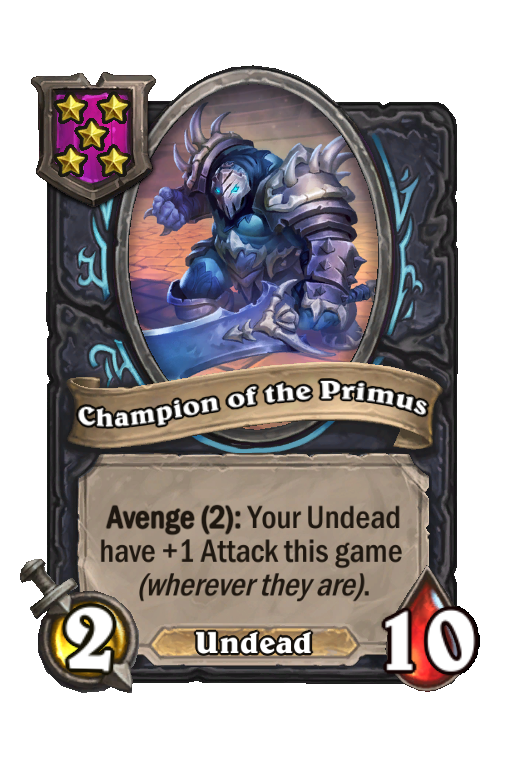 Champion of the Primus
Avenge (2): Your Undead
have +1 Attack this game
(wherever they are).
Undead
2
10